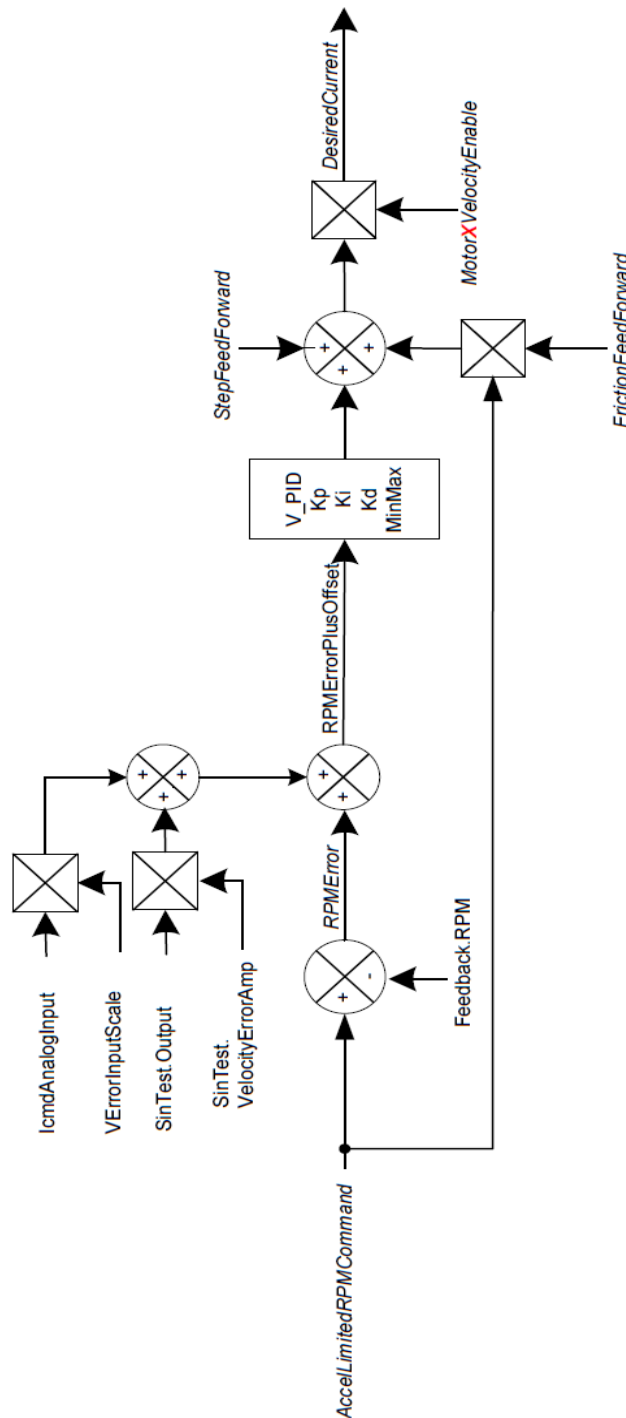 IcmdAnalogInput
VErrorInputScale
SinTest.Output
SinTest.
VelocityErrorAmp
+
+
+
StepFeedForward
AccelLimitedRPMCommand
+
-
RPMError
+
+
RPMErrorPlusOffset
V_PID
Kp
Ki
Kd
MinMax
+
+
+
DesiredCurrent
Feedback.RPM
MotorXVelocityEnable
FrictionFeedForward